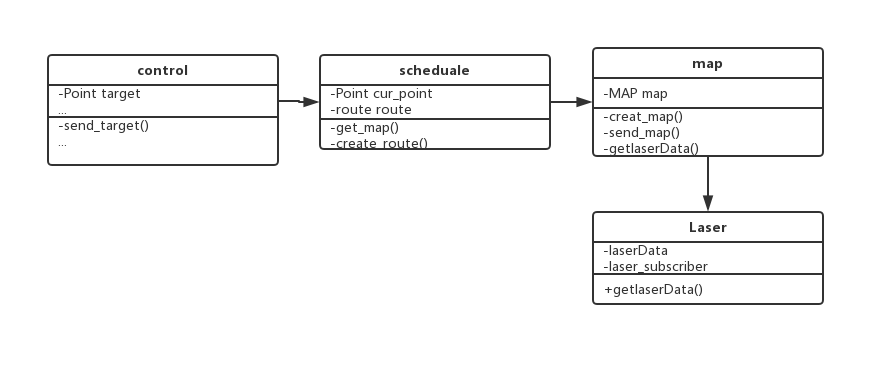 control
-Point target
...
-send_target()
...
scheduale
-Point cur_point
-route route
-get_map()
-create_route()
map
-MAP map
-creat_map()
-send_map()
-getlaserData()
Laser
-laserData
-laser_subscriber
+getlaserData()